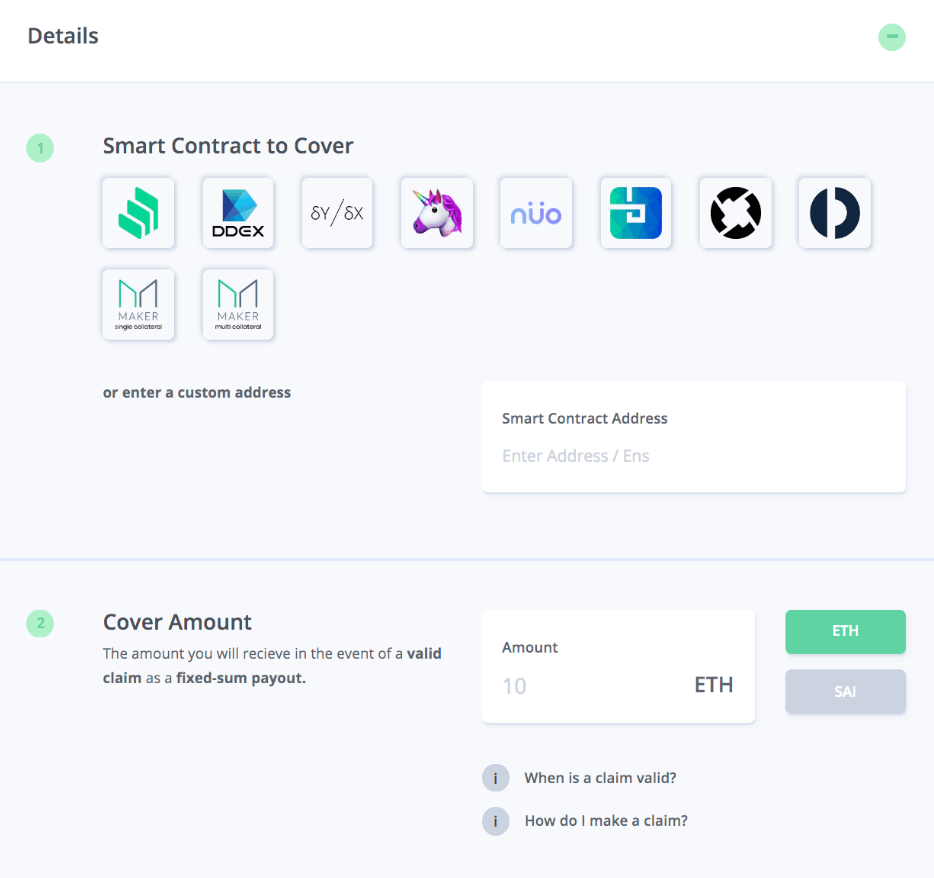 Details
1
Smart Contract to Cover
DDEX
δY/δX
nüo
MAKER
single collateral
MAKER
multi collateral
or enter a custom address
Smart Contract Address
Enter Address / Ens
2
Cover Amount
The amount you will recieve in the event of a valid
claim as a fixed-sum payout.
Amount
10 ETH
ETH
SAI
i When is a claim valid?
i How do I make a claim?